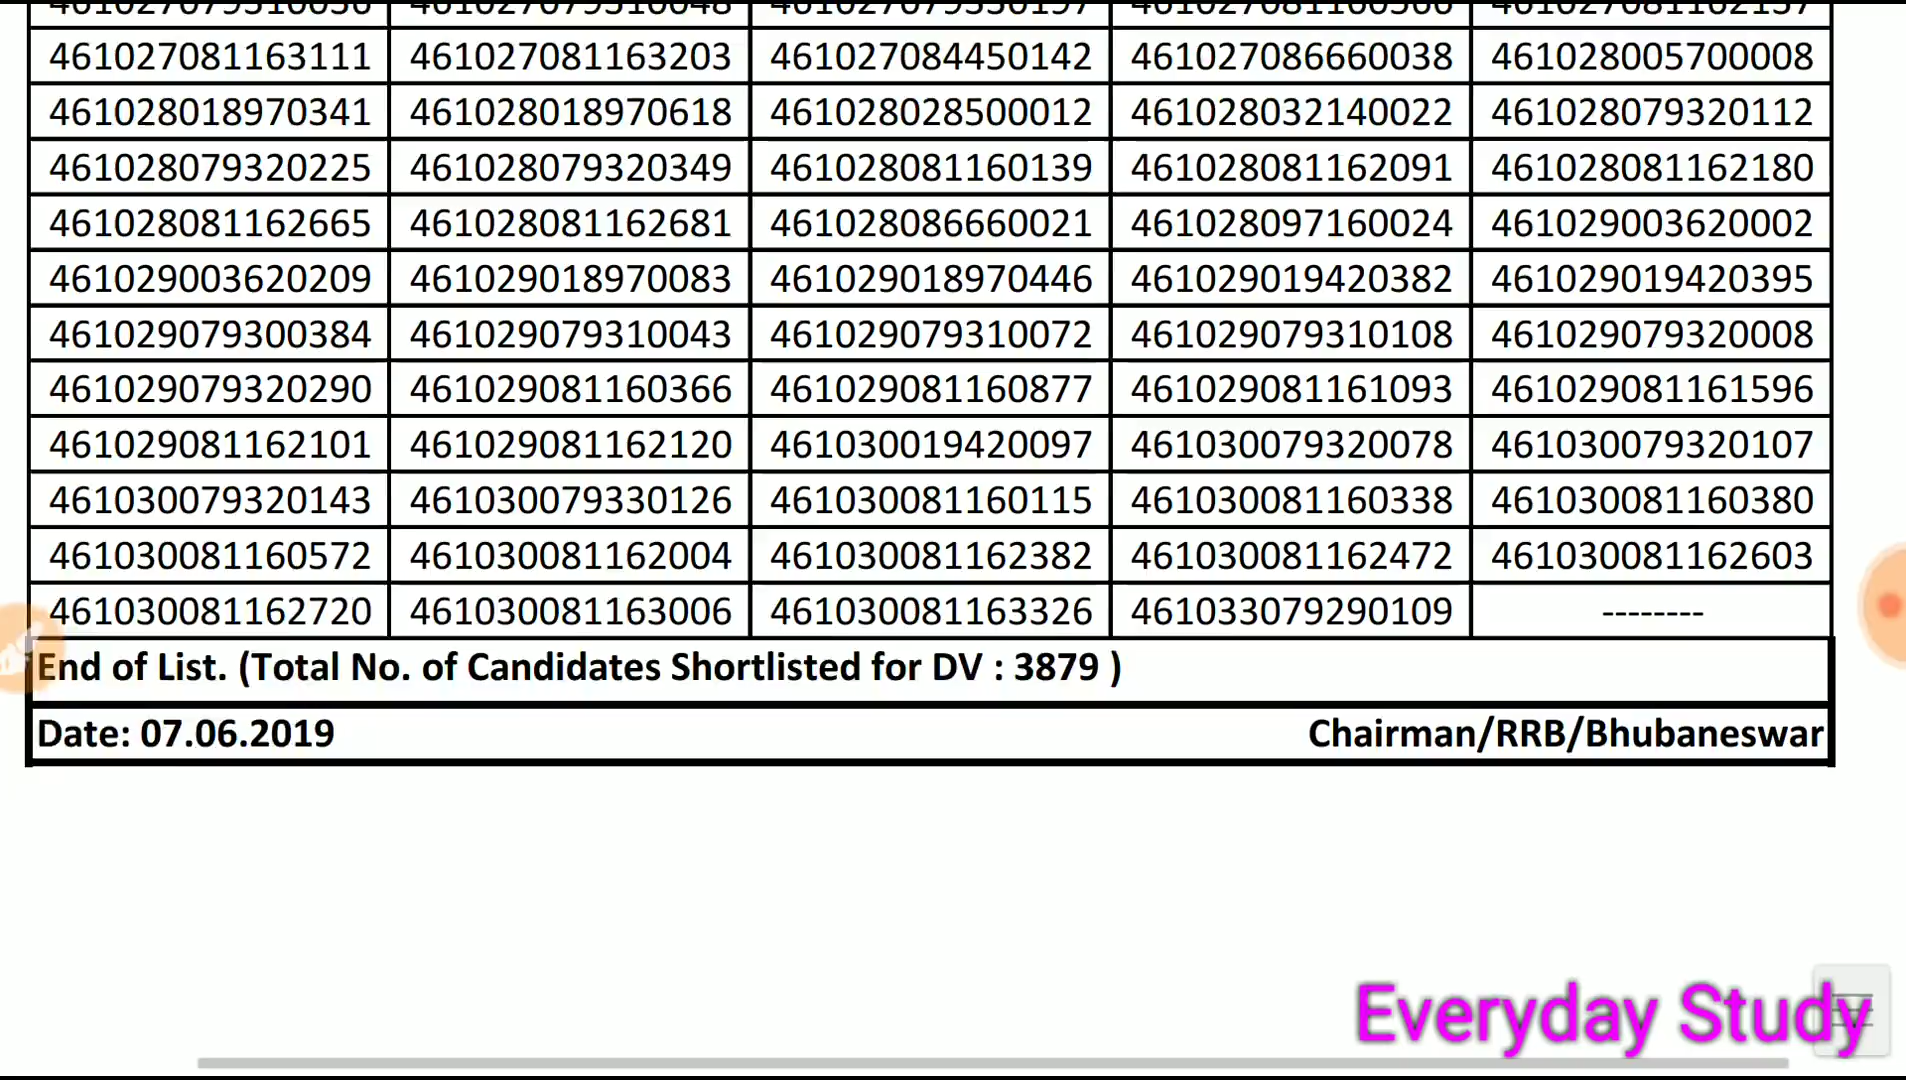 461027081163111 461027081163203 461027084450142 461027086660038 461028005700008
461028018970341 461028018970618 461028028500012 461028032140022 461028079320112
461028079320225 461028079320349 461028081160139 461028081162091 461028081162180
461028081162665 461028081162681 461028086660021 461028097160024 461029003620002
461029003620209 461029018970083 461029018970446 461029019420382 461029019420395
461029079300384 461029079310043 461029079310072 461029079310108 461029079320008
461029079320290 461029081160366 461029081160877 461029081161093 461029081161596
461029081162101 461029081162120 461030019420097 461030079320078 461030079320107
461030079320143 461030079330126 461030081160115 461030081160338 461030081160380
461030081160572 461030081162004 461030081162382 461030081162472 461030081162603
461030081162720 461030081163006 461030081163326 461033079290109 --------
End of List. (Total No. of Candidates Shortlisted for DV : 3879 )
Date: 07.06.2019 Chairman/RRB/Bhubaneswar
Everyday Study